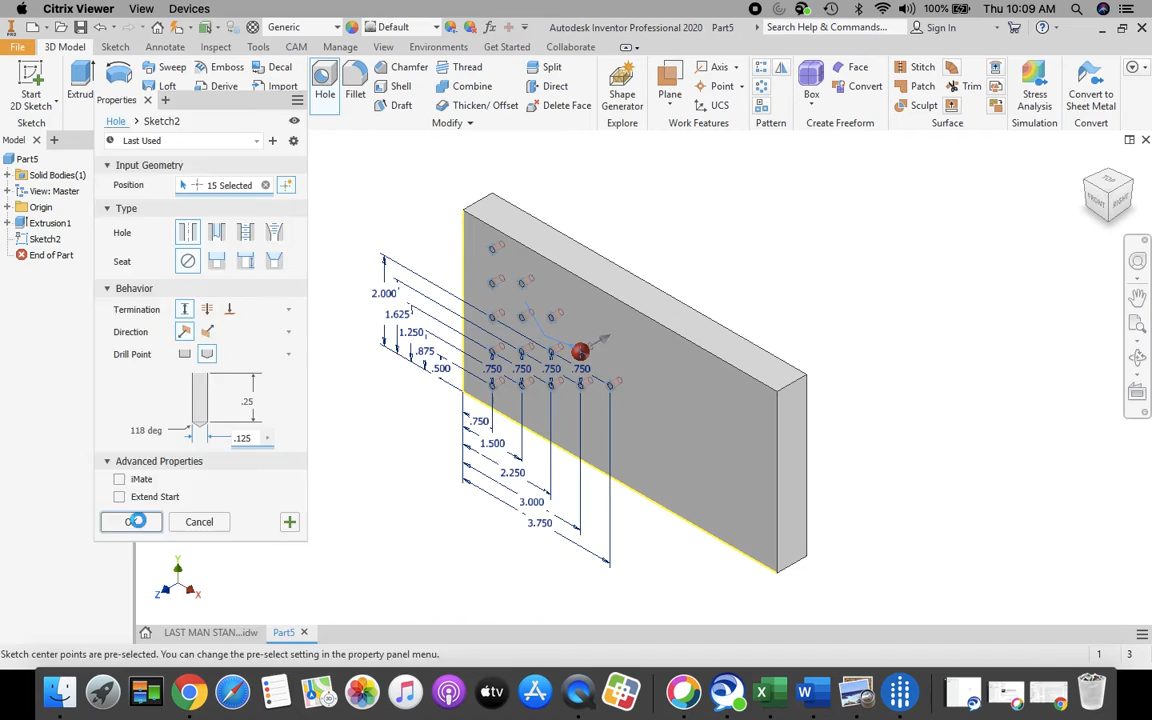 Citrix Viewer View Devices 100% Thu 10:09 AM
Generic Default Autodesk Inventor Professional 2020 Part5 Search Help & Commands... Sign In
File 3D Model Sketch Annotate Inspect Tools CAM Manage View Environments Get Started Collaborate
Start
2D Sketch
Extrud
Sweep
Loft
Emboss
Rib
Decal
Import
Hole
Fillet
Chamfer
Shell
Draft
Thread
Combine
Thicken/ Offset
Split
Direct
Delete Face
Shape
Generator
Plane
Axis
Point
UCS
Box
Face
Convert
Stitch
Patch
Sculpt
Trim
Stress
Analysis
Convert to
Sheet Metal
Sketch Modify Explore Work Features Pattern Create Freeform Surface Simulation Convert
Properties
Hole Sketch2
Last Used
Input Geometry
Position 15 Selected
Type
Hole
Seat
Behavior
Termination
Direction
Drill Point
.25
118 deg
.125
Advanced Properties
iMate
Extend Start
Cancel
Model
Part5
Solid Bodies(1)
View: Master
Origin
Extrusion1
Sketch2
End of Part
TOP
FRONT
RIGHT
2.000
1.625
1.250
.875
.500
.750 .750 .750 .750
.750
1.500
2.250
3.000
3.750
Y
Z X
LAST MAN STAN...idw Part5
Sketch center points are pre-selected. You can change the pre-select setting in the property panel menu. 1 3